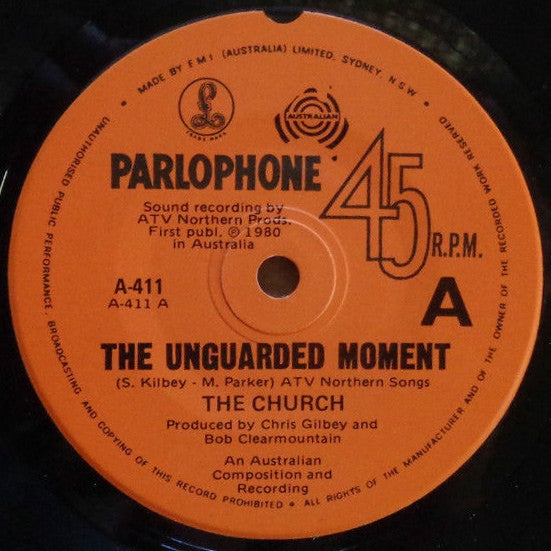 MADE BY EMI (AUSTRALIA) LIMITED, SYDNEY, N.S.W. •
ALL RIGHTS OF THE MANUFACTURER AND OF THE OWNER OF THE RECORDED WORK RESERVED
UNAUTHORISED PUBLIC PERFORMANCE, BROADCASTING AND COPYING OF THIS RECORD PROHIBITED •
£
TRADE MARK
AUSTRALIAN
PARLOPHONE
45
R.P.M.
Sound recording by
ATV Northern Prods.
First publ. ℗ 1980
in Australia
A-411
A-411 A
A
THE UNGUARDED MOMENT
(S. Kilbey - M. Parker) ATV Northern Songs
THE CHURCH
Produced by Chris Gilbey and
Bob Clearmountain
An Australian
Composition and
Recording